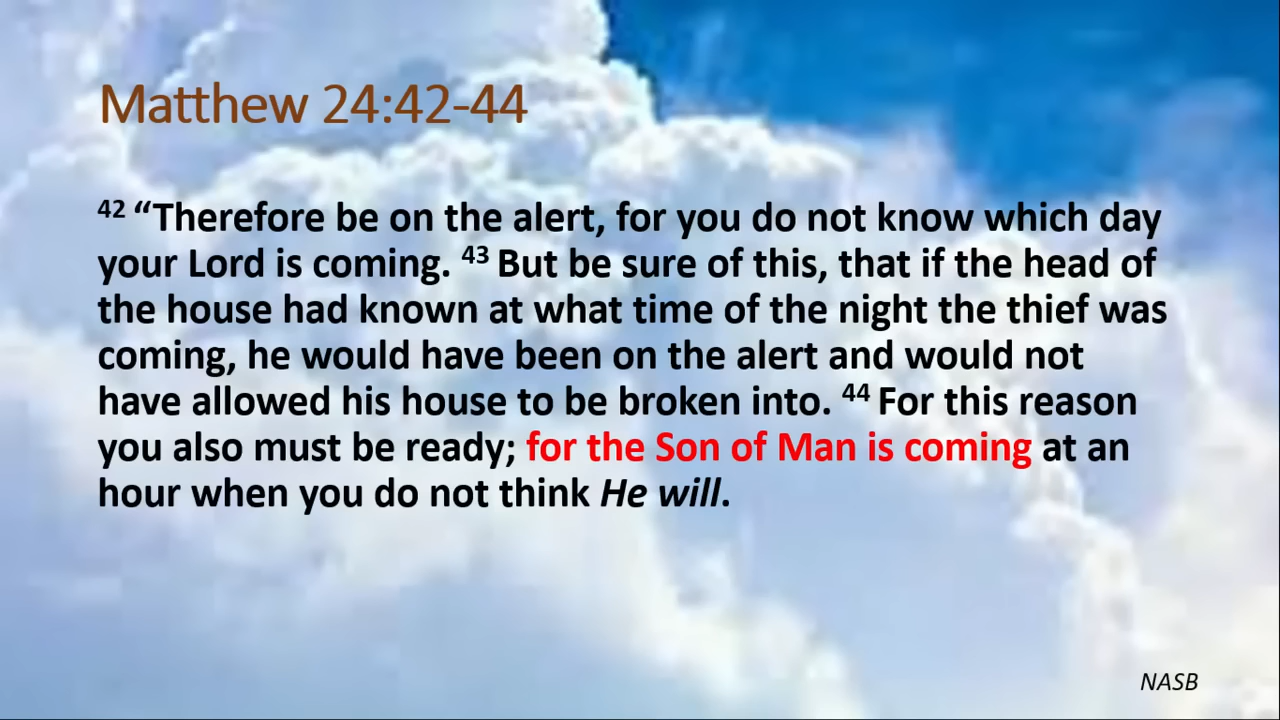 Matthew 24:42-44
42 “Therefore be on the alert, for you do not know which day
your Lord is coming. 43 But be sure of this, that if the head of
the house had known at what time of the night the thief was
coming, he would have been on the alert and would not
have allowed his house to be broken into. 44 For this reason
you also must be ready; for the Son of Man is coming at an
hour when you do not think He will.
NASB